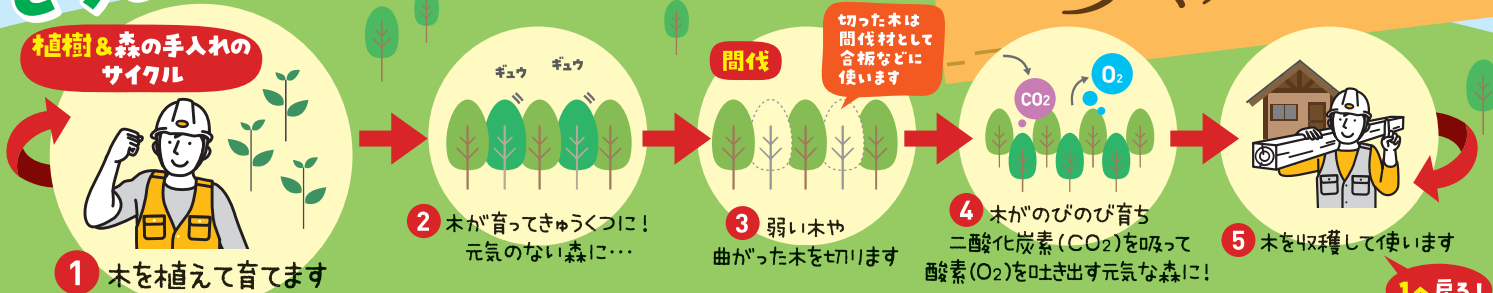 植樹&森の手入れの
サイクル
1 木を植えて育てます
ギュウ ギュウ
2 木が育ってきゅうくつに!
元気のない森に…
間伐
切った木は
間伐材として
合板などに
使います
3 弱い木や
曲がった木を切ります
CO2
O2
4 木がのびのび育ち
二酸化炭素(CO2)を吸って
酸素(O2)を吐き出す元気な森に!
5 木を収穫して使います
1へ戻る!